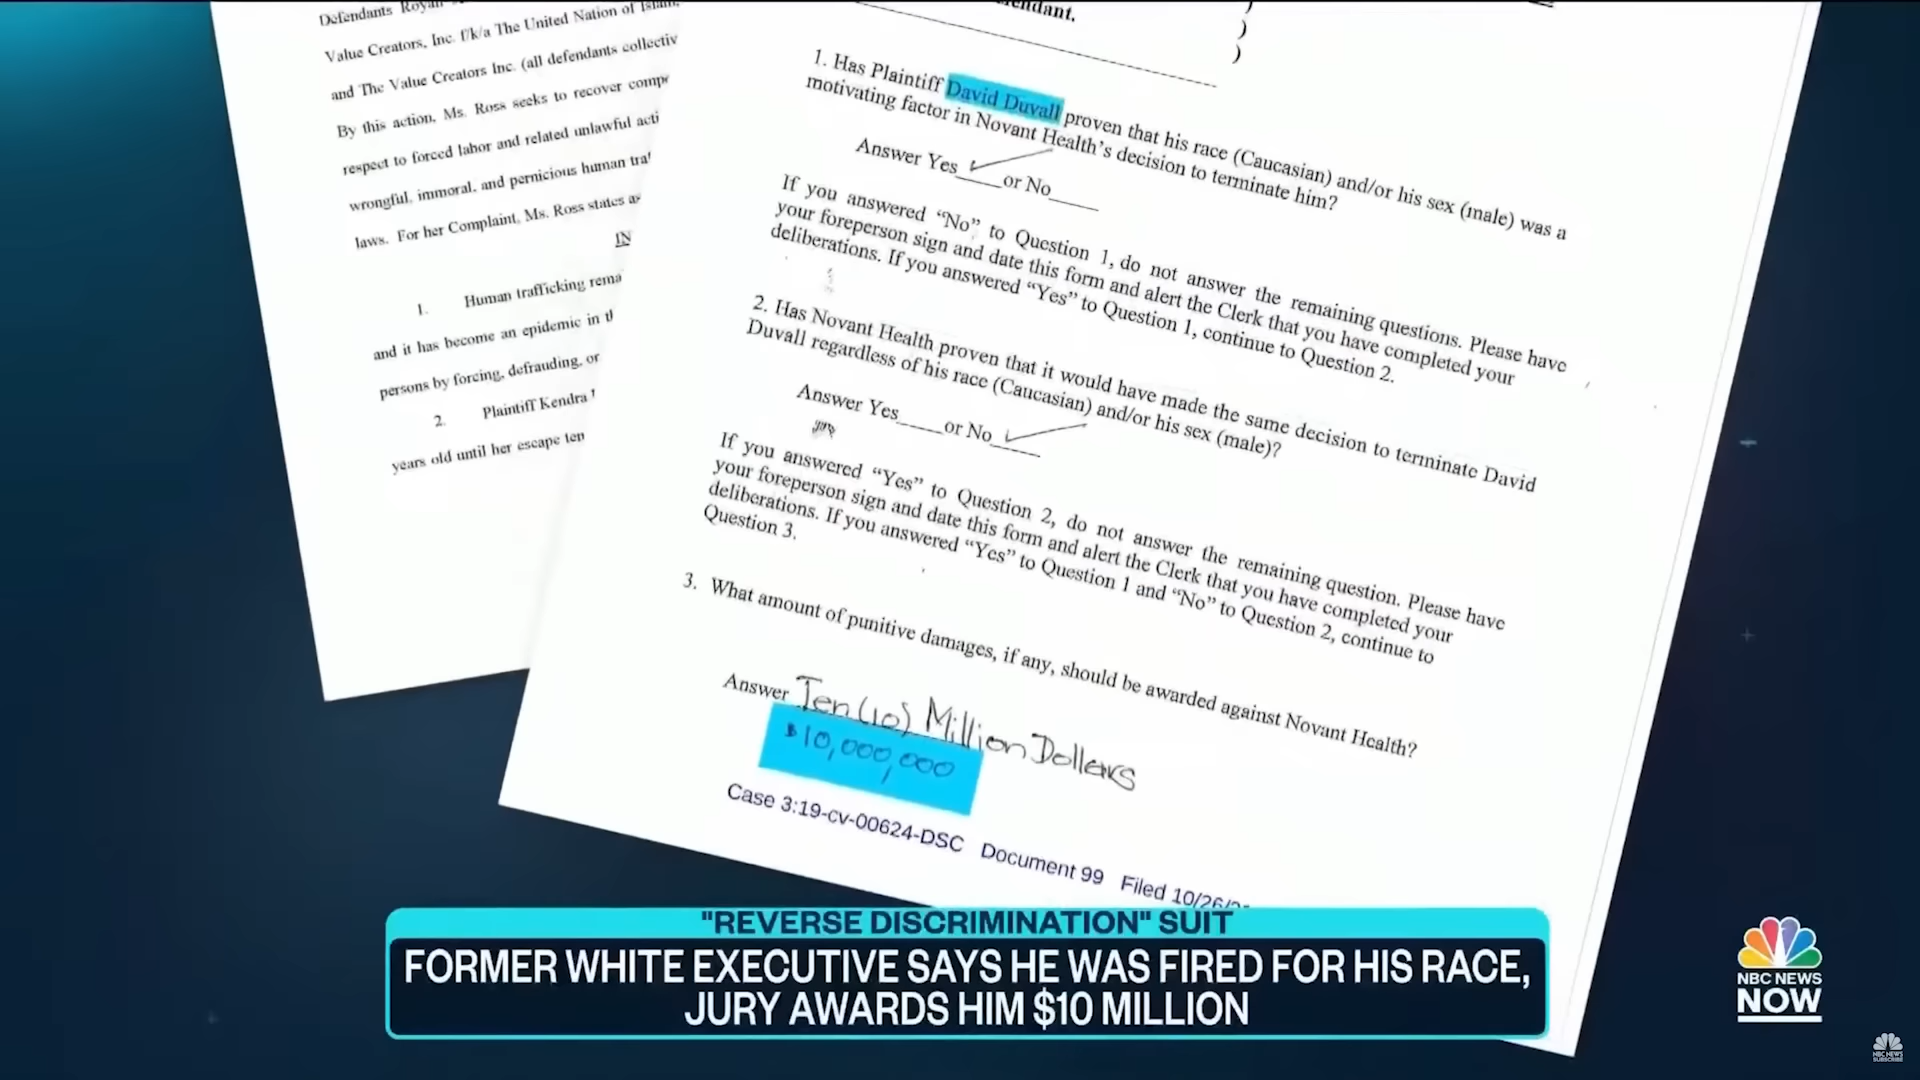 Defendants Royall
Value Creators, Inc. f/k/a The United Nation of Islam,
and The Value Creators Inc. (all defendants collectiv
By this action, Ms. Ross seeks to recover compe
respect to forced labor and related unlawful acti
wrongful, immoral, and pernicious human tra
laws. For her Complaint, Ms. Ross states as
IN
1. Human trafficking rema
and it has become an epidemic in t
persons by forcing, defrauding, or
2. Plaintiff Kendra
years old until her escape ten
endant.
)
)
)
1. Has Plaintiff David Duvall proven that his race (Caucasian) and/or his sex (male) was a
motivating factor in Novant Health's decision to terminate him?
Answer Yes_____or No_____
If you answered “No” to Question 1, do not answer the remaining questions. Please have
your foreperson sign and date this form and alert the Clerk that you have completed your
deliberations. If you answered “Yes” to Question 1, continue to Question 2.
2. Has Novant Health proven that it would have made the same decision to terminate David
Duvall regardless of his race (Caucasian) and/or his sex (male)?
Answer Yes_____or No_____
If you answered “Yes” to Question 2, do not answer the remaining question. Please have
your foreperson sign and date this form and alert the Clerk that you have completed your
deliberations. If you answered “Yes” to Question 1 and “No” to Question 2, continue to
Question 3.
3. What amount of punitive damages, if any, should be awarded against Novant Health?
Answer Ten (10) Million Dollars
$10,000,000
Case 3:19-cv-00624-DSC Document 99 Filed 10/26/2
"REVERSE DISCRIMINATION" SUIT
FORMER WHITE EXECUTIVE SAYS HE WAS FIRED FOR HIS RACE,
JURY AWARDS HIM $10 MILLION
NBC NEWS
NOW
NBC NEWS
SUBSCRIBE